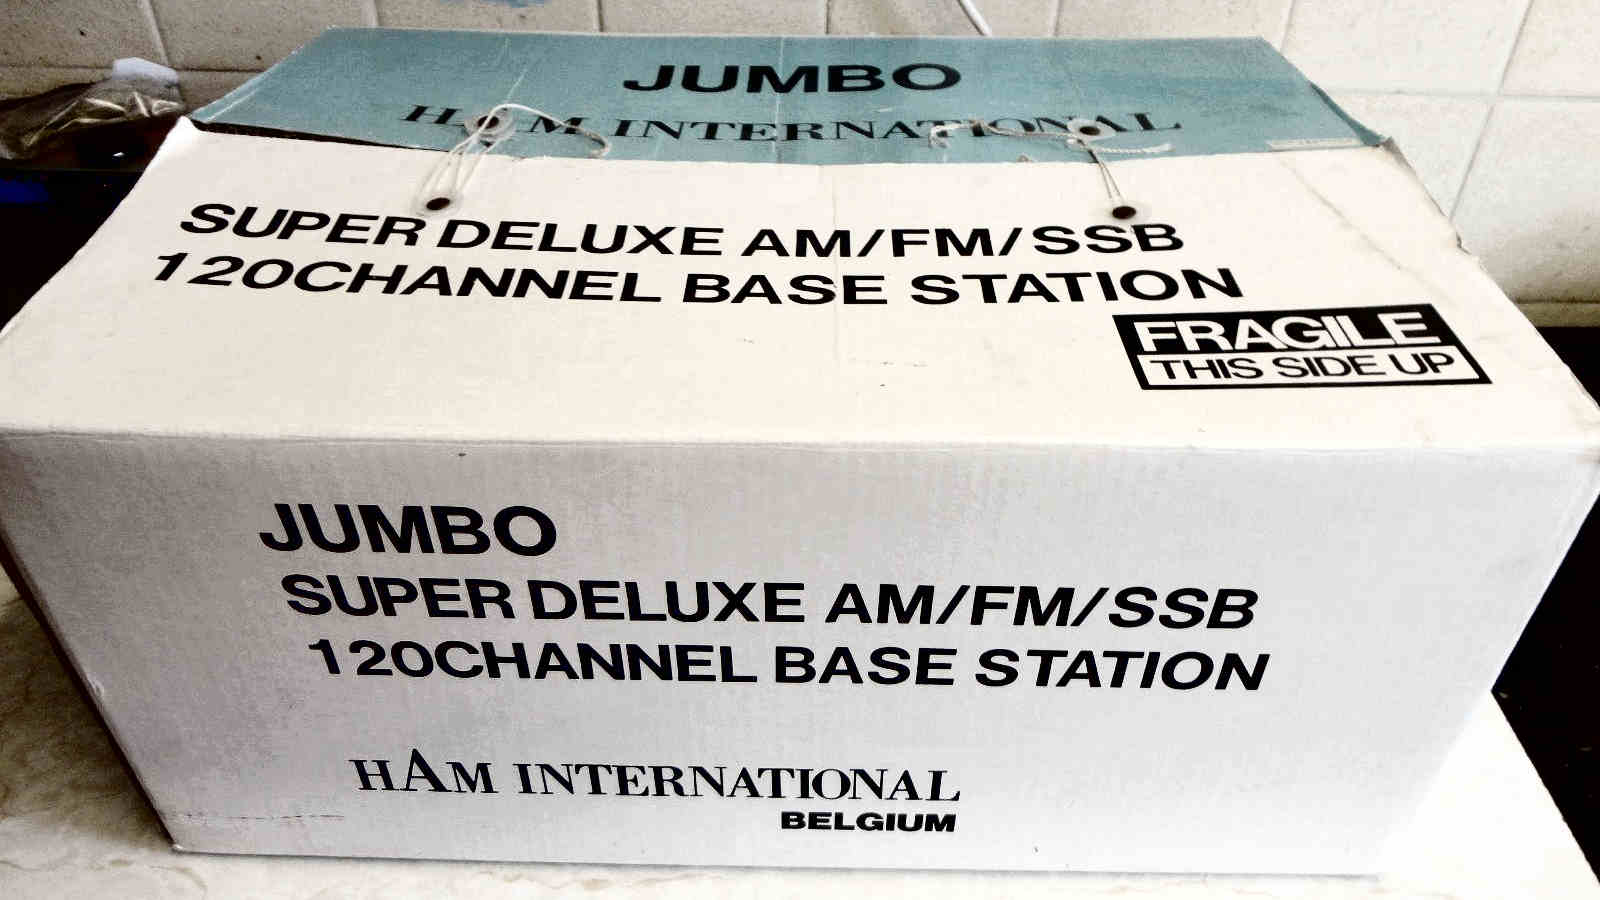 JUMBO
HAM INTERNATIONAL
SUPER DELUXE AM/FM/SSB
120CHANNEL BASE STATION
FRAGILE
THIS SIDE UP
JUMBO
SUPER DELUXE AM/FM/SSB
120CHANNEL BASE STATION
HAM INTERNATIONAL
BELGIUM